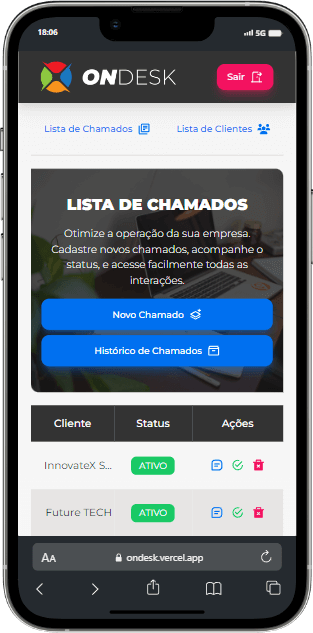 18:06
5G
ONDESK
Sair
Lista de Chamados
Lista de Clientes
LISTA DE CHAMADOS
Otimize a operação da sua empresa.
Cadastre novos chamados, acompanhe o
status, e acesse facilmente todas as
interações.
Novo Chamado
Histórico de Chamados
Cliente Status Ações
InnovateX S... ATIVO
Future TECH ATIVO
AA ondesk.vercel.app